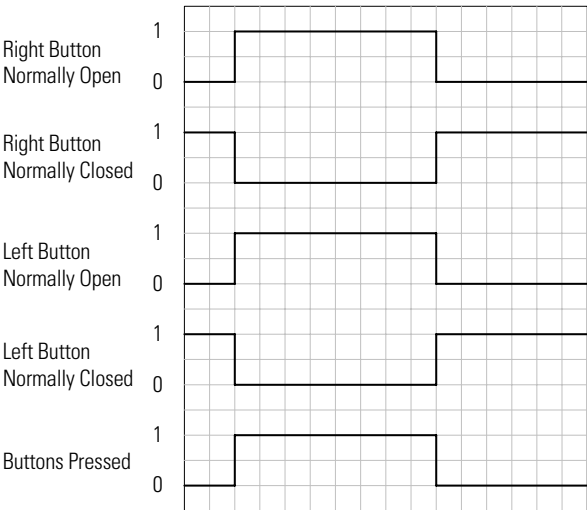 1
Right Button
Normally Open
0
1
Right Button
Normally Closed
0
1
Left Button
Normally Open
0
1
Left Button
Normally Closed
0
1
Buttons Pressed
0